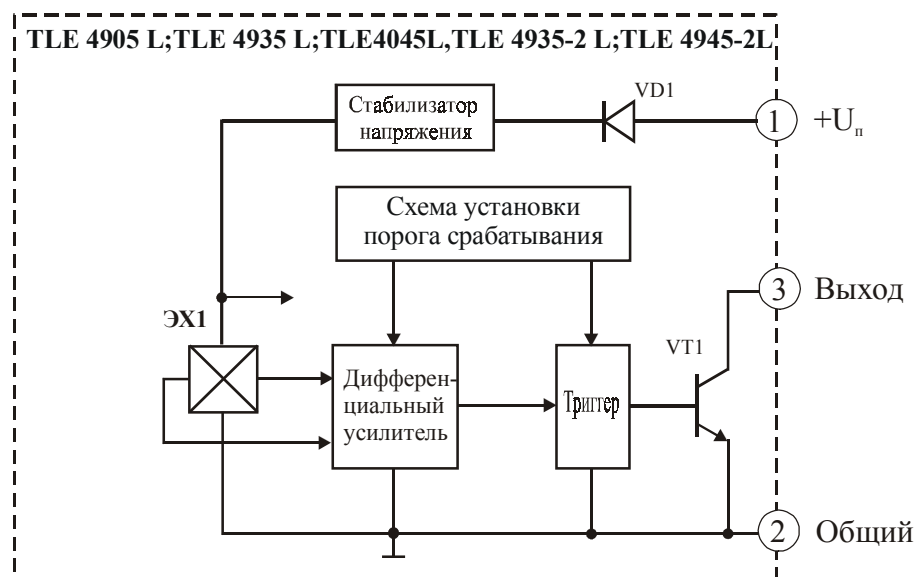 TLE 4905 L;TLE 4935 L;TLE4045L,TLE 4935-2 L;TLE 4945-2L
Стабилизатор
напряжения
VD1
1
+Uп
Схема установки
порога срабатывания
3
Выход
ЭХ1
VT1
Дифферен-
циальный
усилитель
Триггер
2
Общий